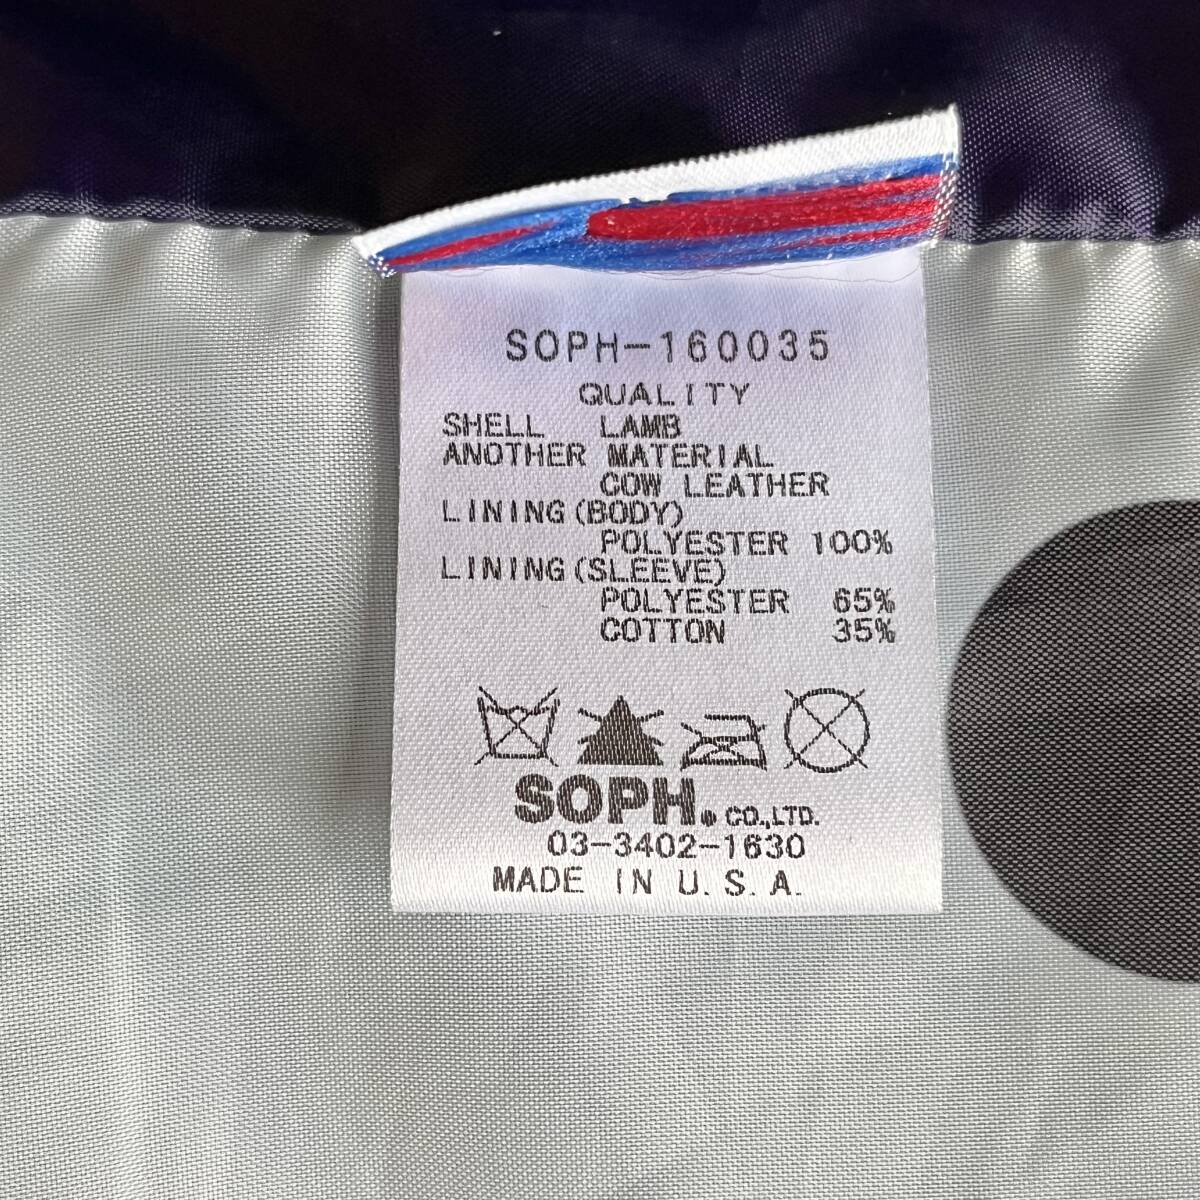 SOPH-160035
QUALITY
SHELL LAMB
ANOTHER MATERIAL
COW LEATHER
LINING(BODY)
POLYESTER 100%
LINING(SLEEVE)
POLYESTER 65%
COTTON 35%
SOPH. CO.,LTD.
03-3402-1630
MADE IN U.S.A.